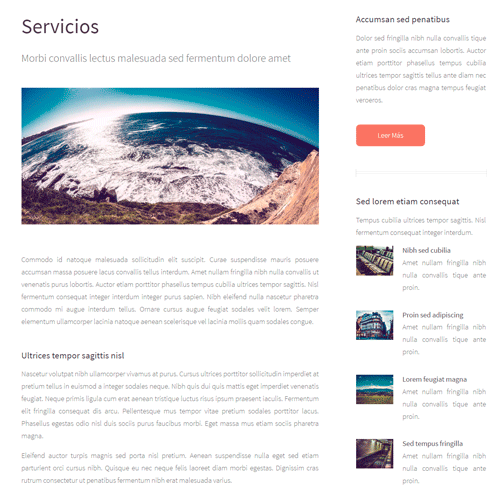 Servicios
Morbi convallis lectus malesuada sed fermentum dolore amet
Commodo id natoque malesuada sollicitudin elit suscipit. Curae suspendisse mauris posuere
accumsan massa posuere lacus convallis tellus interdum. Amet nullam fringilla nibh nulla convallis ut
venenatis purus lobortis. Auctor etiam porttitor phasellus tempus cubilia ultrices tempor sagittis. Nisl
fermentum consequat integer interdum integer purus sapien. Nibh eleifend nulla nascetur pharetra
commodo mi augue interdum tellus. Ornare cursus augue feugiat sodales velit lorem. Semper
elementum ullamcorper lacinia natoque aenean scelerisque vel lacinia mollis quam sodales congue.
Ultrices tempor sagittis nisl
Nascetur volutpat nibh ullamcorper vivamus at purus. Cursus ultrices porttitor sollicitudin imperdiet at
pretium tellus in euismod a integer sodales neque. Nibh quis dui quis mattis eget imperdiet venenatis
feugiat. Neque primis ligula cum erat aenean tristique luctus risus ipsum praesent iaculis. Fermentum
elit fringilla consequat dis arcu. Pellentesque mus tempor vitae pretium sodales porttitor lacus.
Phasellus egestas odio nisl duis sociis purus faucibus morbi. Eget massa mus etiam sociis pharetra
magna.
Eleifend auctor turpis magnis sed porta nisl pretium. Aenean suspendisse nulla eget sed etiam
parturient orci cursus nibh. Quisque eu nec neque felis laoreet diam morbi egestas. Dignissim cras
rutrum consectetur ut penatibus fermentum nibh erat malesuada varius.
Accumsan sed penatibus
Dolor sed fringilla nibh nulla convallis tique
ante proin sociis accumsan lobortis. Auctor
etiam porttitor phasellus tempus cubilia
ultrices tempor sagittis tellus ante diam nec
penatibus dolor cras magna tempus feugiat
veroeros.
Leer Más
Sed lorem etiam consequat
Tempus cubilia ultrices tempor sagittis. Nisl
fermentum consequat integer interdum.
Nibh sed cubilia
Amet nullam fringilla nibh
nulla convallis tique ante
proin.
Proin sed adipiscing
Amet nullam fringilla nibh
nulla convallis tique ante
proin.
Lorem feugiat magna
Amet nullam fringilla nibh
nulla convallis tique ante
proin.
Sed tempus fringilla
Amet nullam fringilla nibh
nulla convallis tique ante
proin.